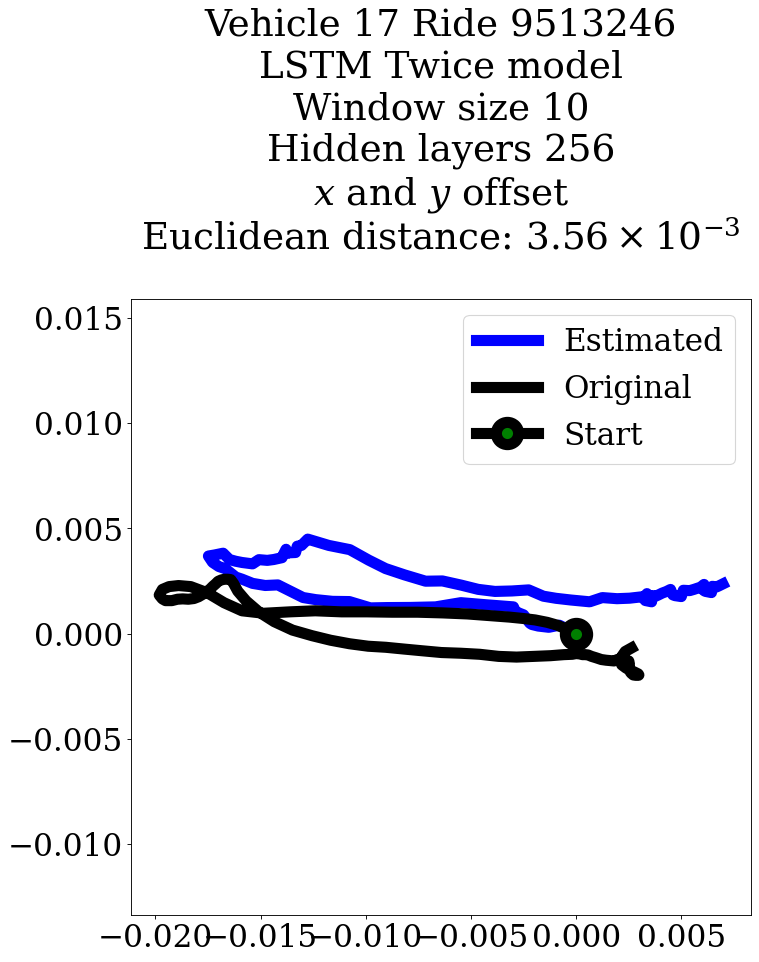 Vehicle 17 Ride 9513246
LSTM Twice model
Window size 10
Hidden layers 256
x and y offset
Euclidean distance: 3.56 × 10⁻³
Estimated
Original
Start
0.015
0.010
0.005
0.000
−0.005
−0.010
−0.020 −0.015 −0.010 −0.005 0.000 0.005